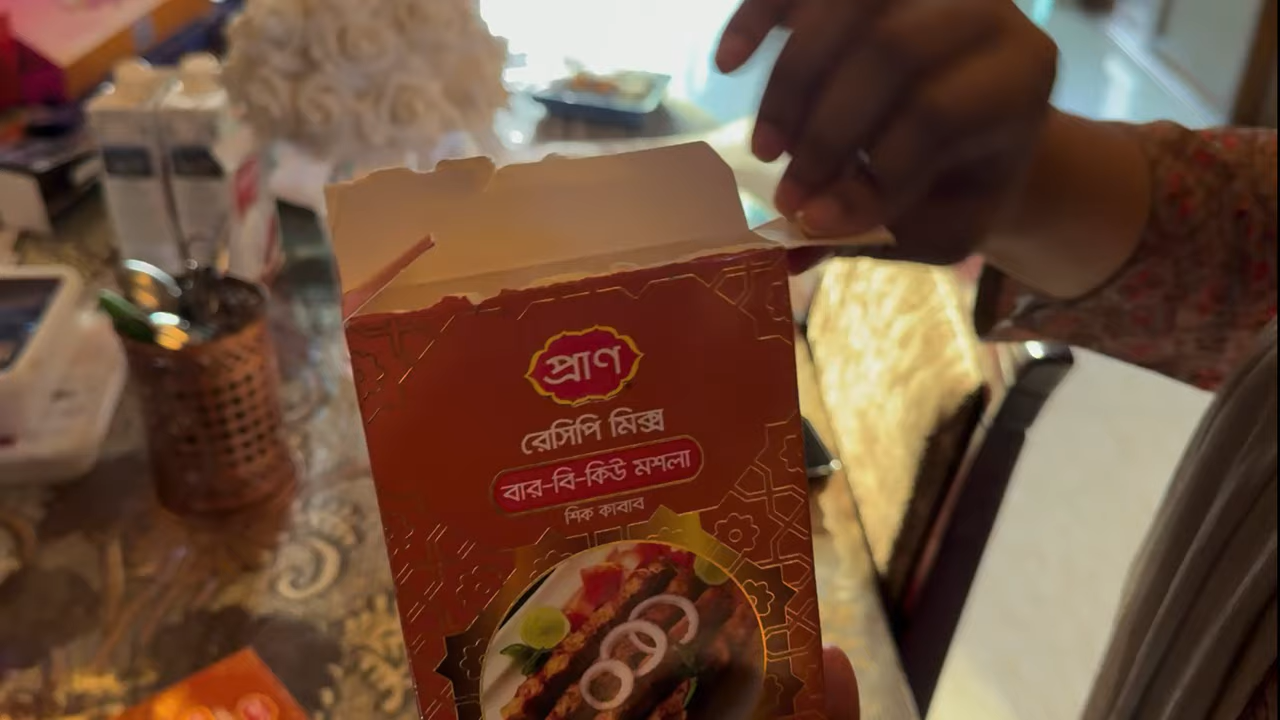 প্রাণ
রেসিপি মিক্স
বার-বি-কিউ মশলা
শিক কাবাব